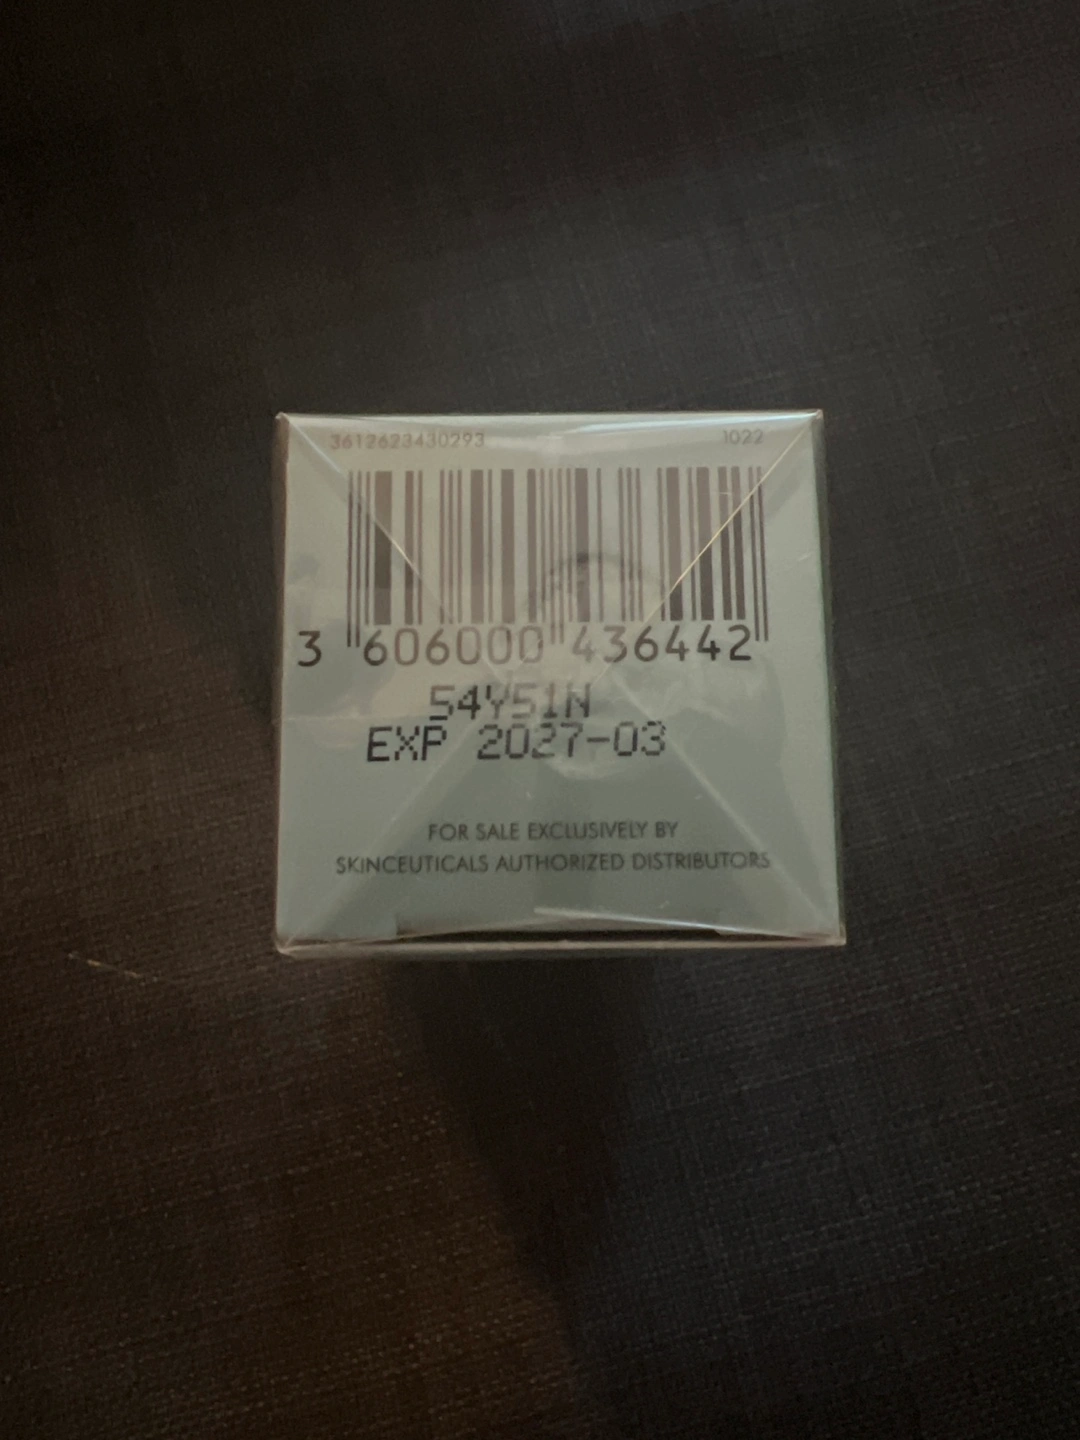 3612623430293 1022
3 606000 436442
54Y51N
EXP 2027-03
FOR SALE EXCLUSIVELY BY
SKINCEUTICALS AUTHORIZED DISTRIBUTORS